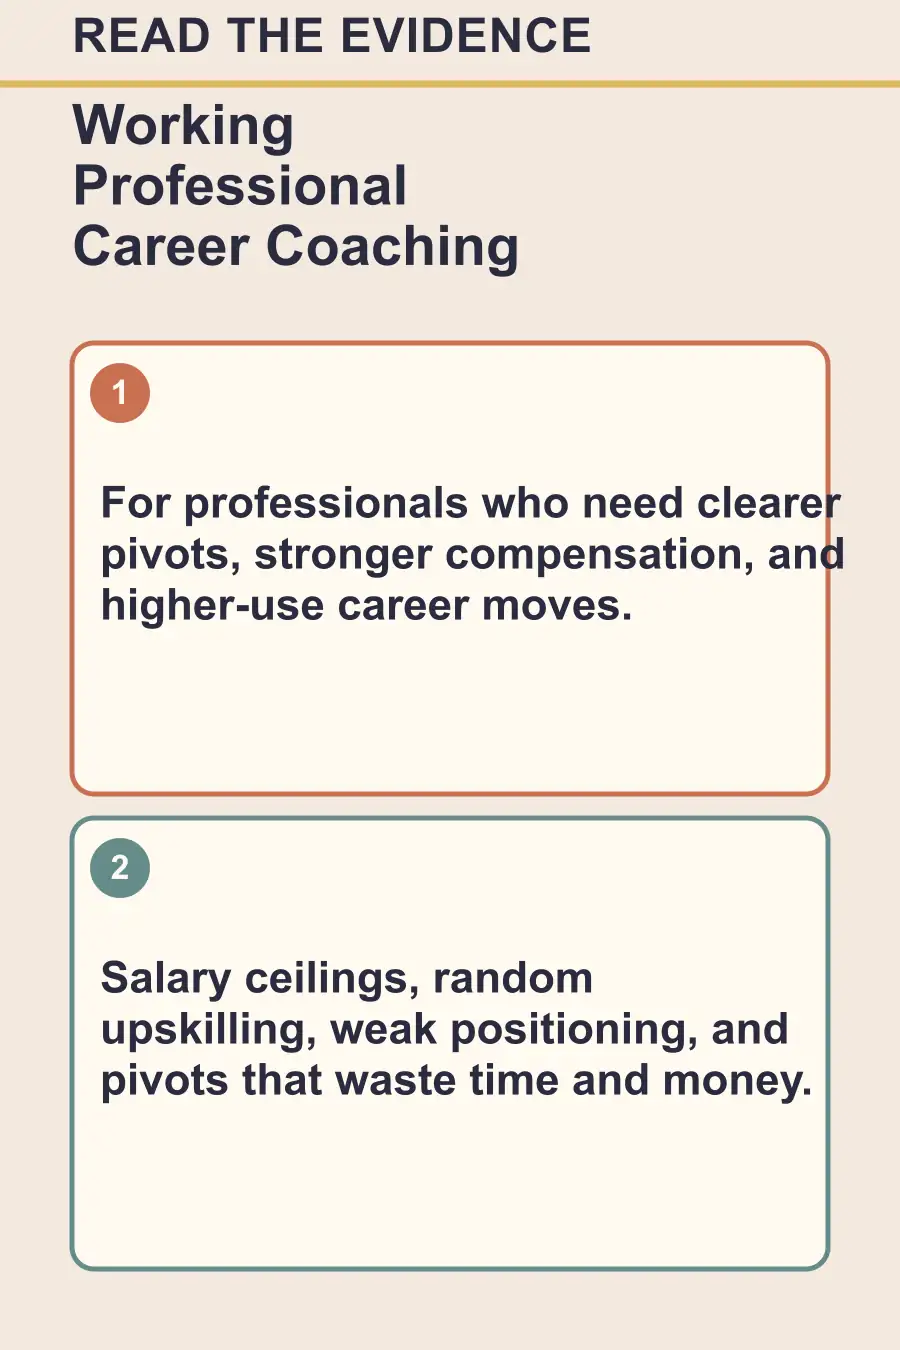 READ THE EVIDENCE
Working
Professional
Career Coaching
1
For professionals who need clearer
pivots, stronger compensation, and
higher-use career moves.
2
Salary ceilings, random
upskilling, weak positioning, and
pivots that waste time and money.